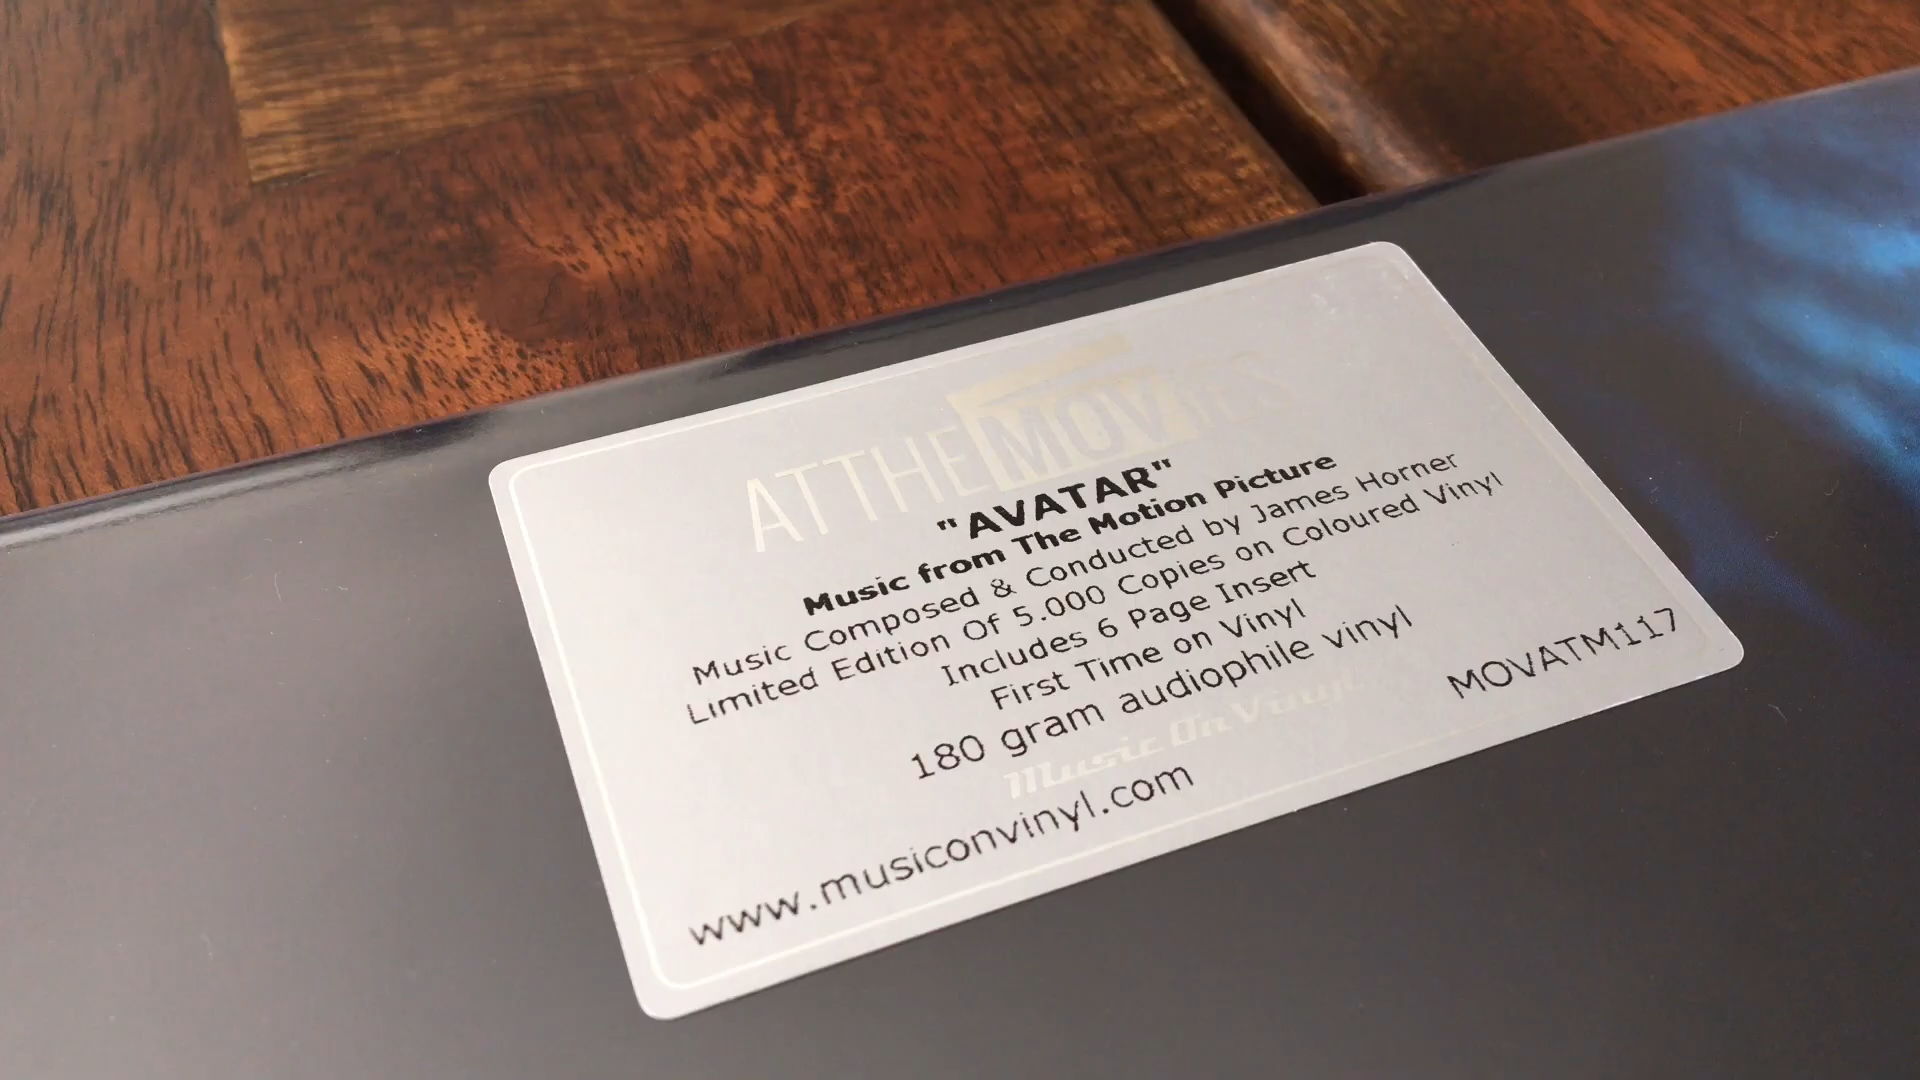 ATTHEMOVIES
"AVATAR"
Music from The Motion Picture
Music Composed & Conducted by James Horner
Limited Edition Of 5.000 Copies on Coloured Vinyl
Includes 6 Page Insert
First Time on Vinyl
180 gram audiophile vinyl
Music On Vinyl
MOVATM117
www.musiconvinyl.com